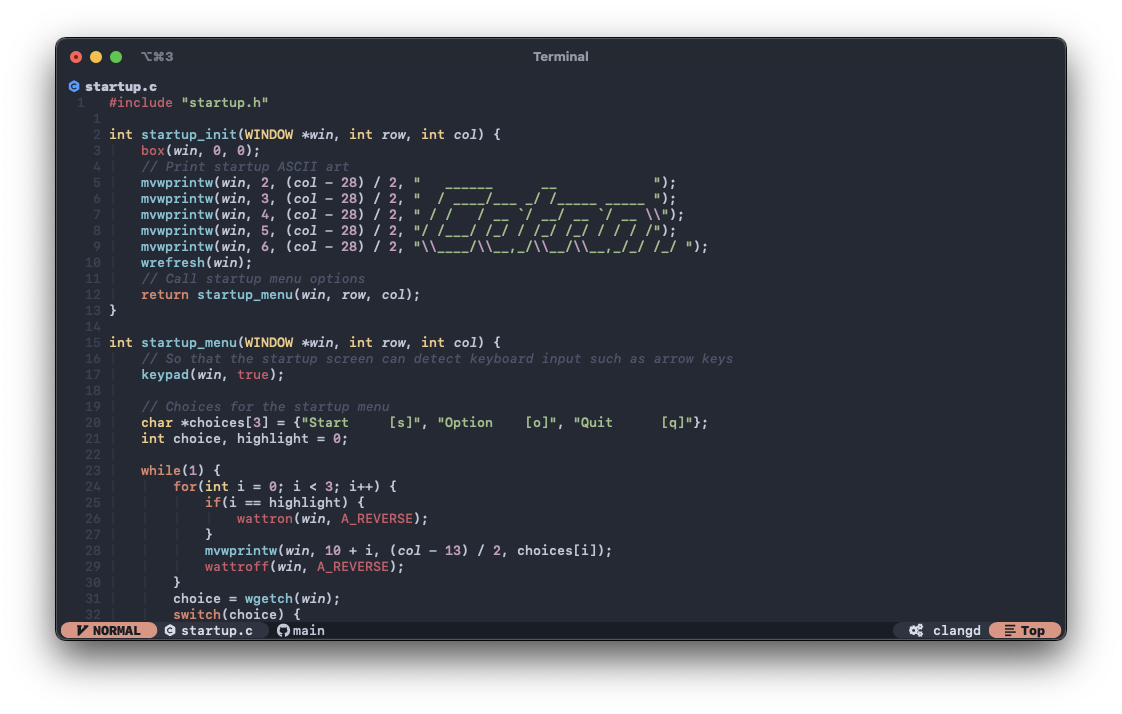 ⌥⌘3 Terminal
startup.c
1 #include "startup.h"
1
2 int startup_init(WINDOW *win, int row, int col) {
3     box(win, 0, 0);
4     // Print startup ASCII art
5     mvwprintw(win, 2, (col - 28) / 2, "   ______      __            ");
6     mvwprintw(win, 3, (col - 28) / 2, "  / ____/___ _/ /_____ _____ ");
7     mvwprintw(win, 4, (col - 28) / 2, " / /   / __ `/ __/ __ `/ __ \\");
8     mvwprintw(win, 5, (col - 28) / 2, "/ /___/ /_/ / /_/ /_/ / / / /");
9     mvwprintw(win, 6, (col - 28) / 2, "\\____/\\__,_/\\__/\\__,_/_/ /_/ ");
10     wrefresh(win);
11     // Call startup menu options
12     return startup_menu(win, row, col);
13 }
14
15 int startup_menu(WINDOW *win, int row, int col) {
16     // So that the startup screen can detect keyboard input such as arrow keys
17     keypad(win, true);
18
19     // Choices for the startup menu
20     char *choices[3] = {"Start     [s]", "Option    [o]", "Quit      [q]"};
21     int choice, highlight = 0;
22
23     while(1) {
24         for(int i = 0; i < 3; i++) {
25             if(i == highlight) {
26                 wattron(win, A_REVERSE);
27             }
28             mvwprintw(win, 10 + i, (col - 13) / 2, choices[i]);
29             wattroff(win, A_REVERSE);
30         }
31         choice = wgetch(win);
32         switch(choice) {
NORMAL startup.c main clangd Top